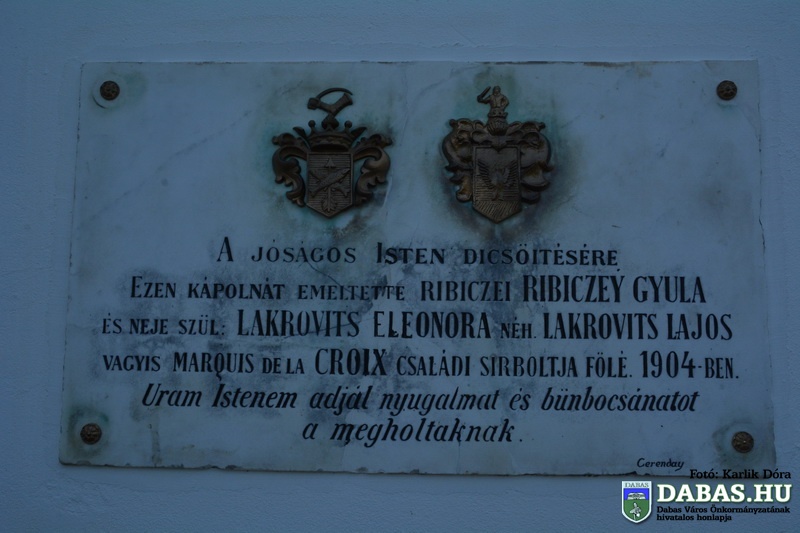 A JÓSÁGOS ISTEN DICSŐITÉSÉRE
EZEN KÁPOLNÁT EMELTETTE RIBICZEI RIBICZEŸ GYULA
ÉS NEJE SZÜL: LAKROVITS ELEONORA NÉH. LAKROVITS LAJOS
VAGYIS MARQUIS DE LA CROIX CSALÁDI SIRBOLTJA FÖLÉ. 1904-BEN.
Uram Istenem adjál nyugalmat és bünbocsánatot
a megholtaknak.
Cerenday
Fotó: Karlik Dóra
DABAS
DABAS.HU
Dabas Város Önkormányzatának
hivatalos honlapja